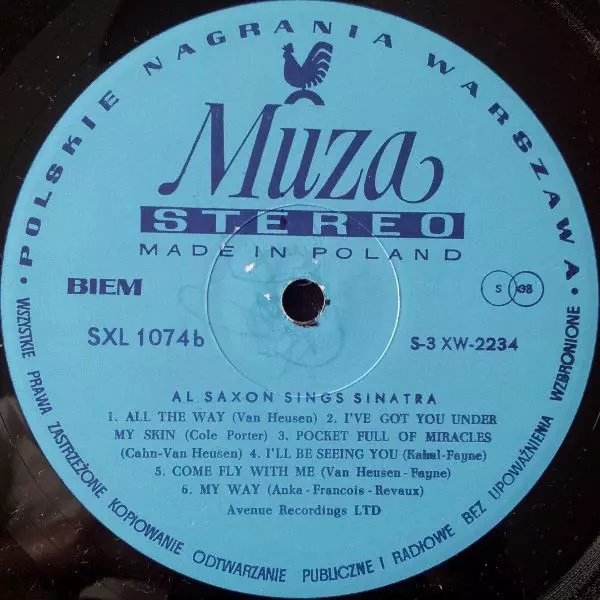 • POLSKIE NAGRANIA WARSZAWA •
Muza
STEREO
MADE IN POLAND
BIEM
S 38
SXL 1074b
S-3 XW-2234
AL SAXON SINGS SINATRA
1. ALL THE WAY (Van Heusen) 2. I'VE GOT YOU UNDER
MY SKIN (Cole Porter) 3. POCKET FULL OF MIRACLES
(Cahn-Van Heusen) 4. I'LL BE SEEING YOU (Kahal-Fayne)
5. COME FLY WITH ME (Van Heusen-Fayne)
6. MY WAY (Anka-Francois-Revaux)
Avenue Recordings LTD
WSZYSTKIE PRAWA ZASTRZEŻONE KOPIOWANIE ODTWARZANIE PUBLICZNE I RADIOWE BEZ UPOWAŻNIENIA WZBRONIONE